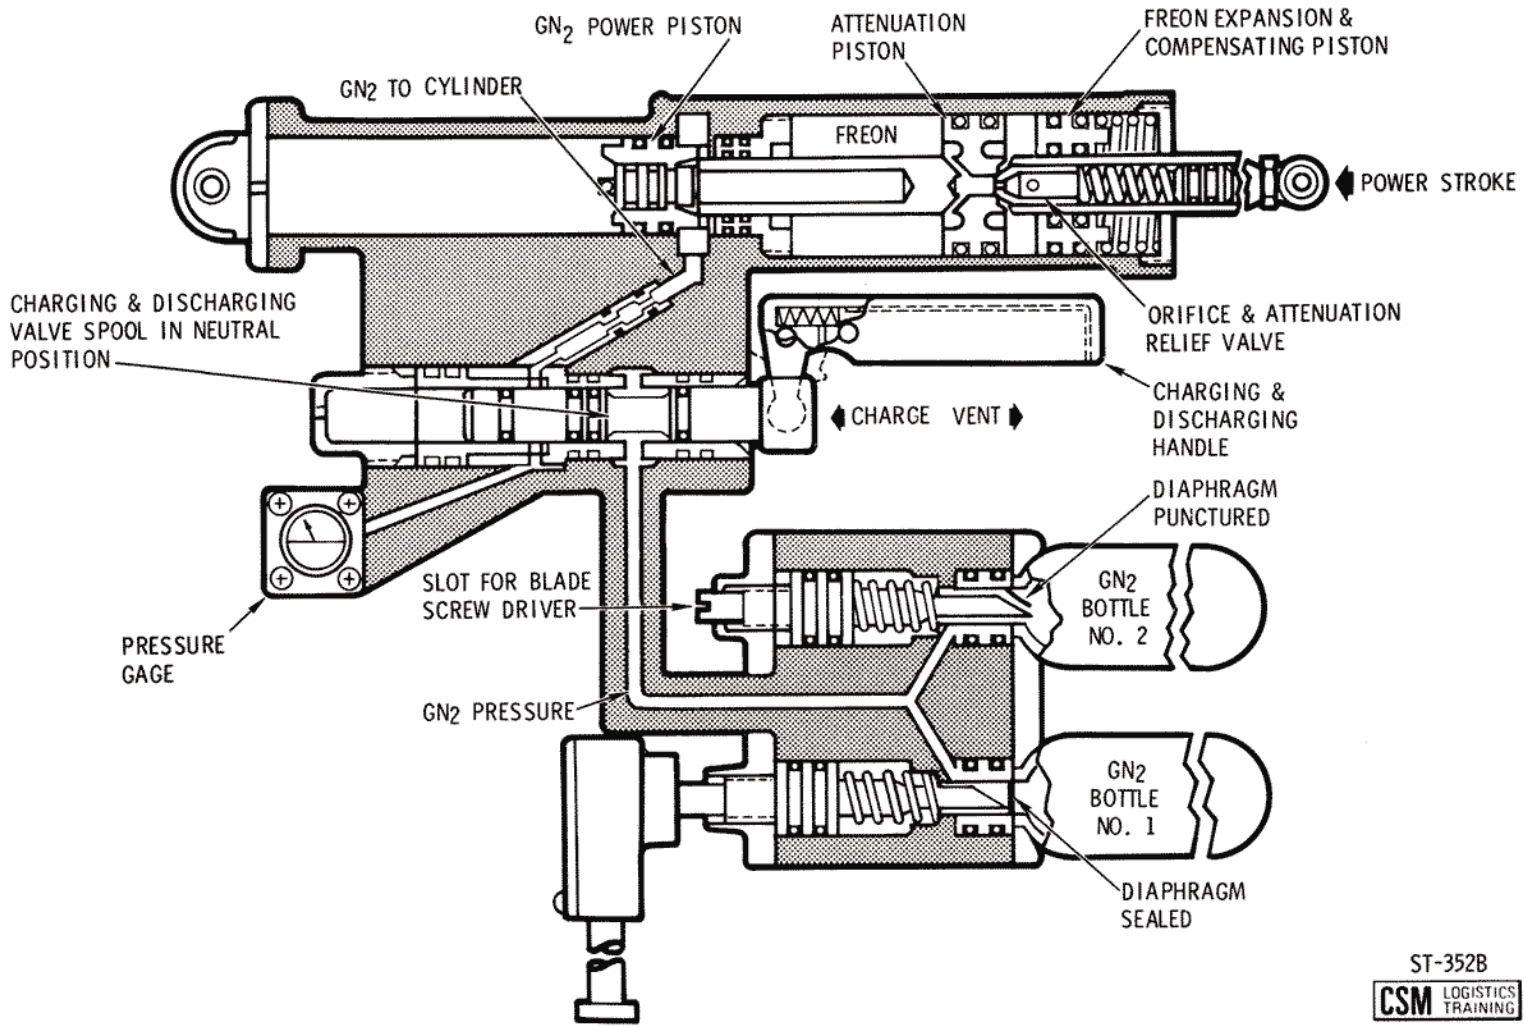 GN2 POWER PISTON
ATTENUATION
PISTON
FREON EXPANSION &
COMPENSATING PISTON
GN2 TO CYLINDER
FREON
POWER STROKE
CHARGING & DISCHARGING
VALVE SPOOL IN NEUTRAL
POSITION
ORIFICE & ATTENUATION
RELIEF VALVE
CHARGING &
DISCHARGING
HANDLE
CHARGE VENT
DIAPHRAGM
PUNCTURED
SLOT FOR BLADE
SCREW DRIVER
GN2
BOTTLE
NO. 2
PRESSURE
GAGE
GN2 PRESSURE
GN2
BOTTLE
NO. 1
DIAPHRAGM
SEALED
ST-352B
CSM LOGISTICS
TRAINING